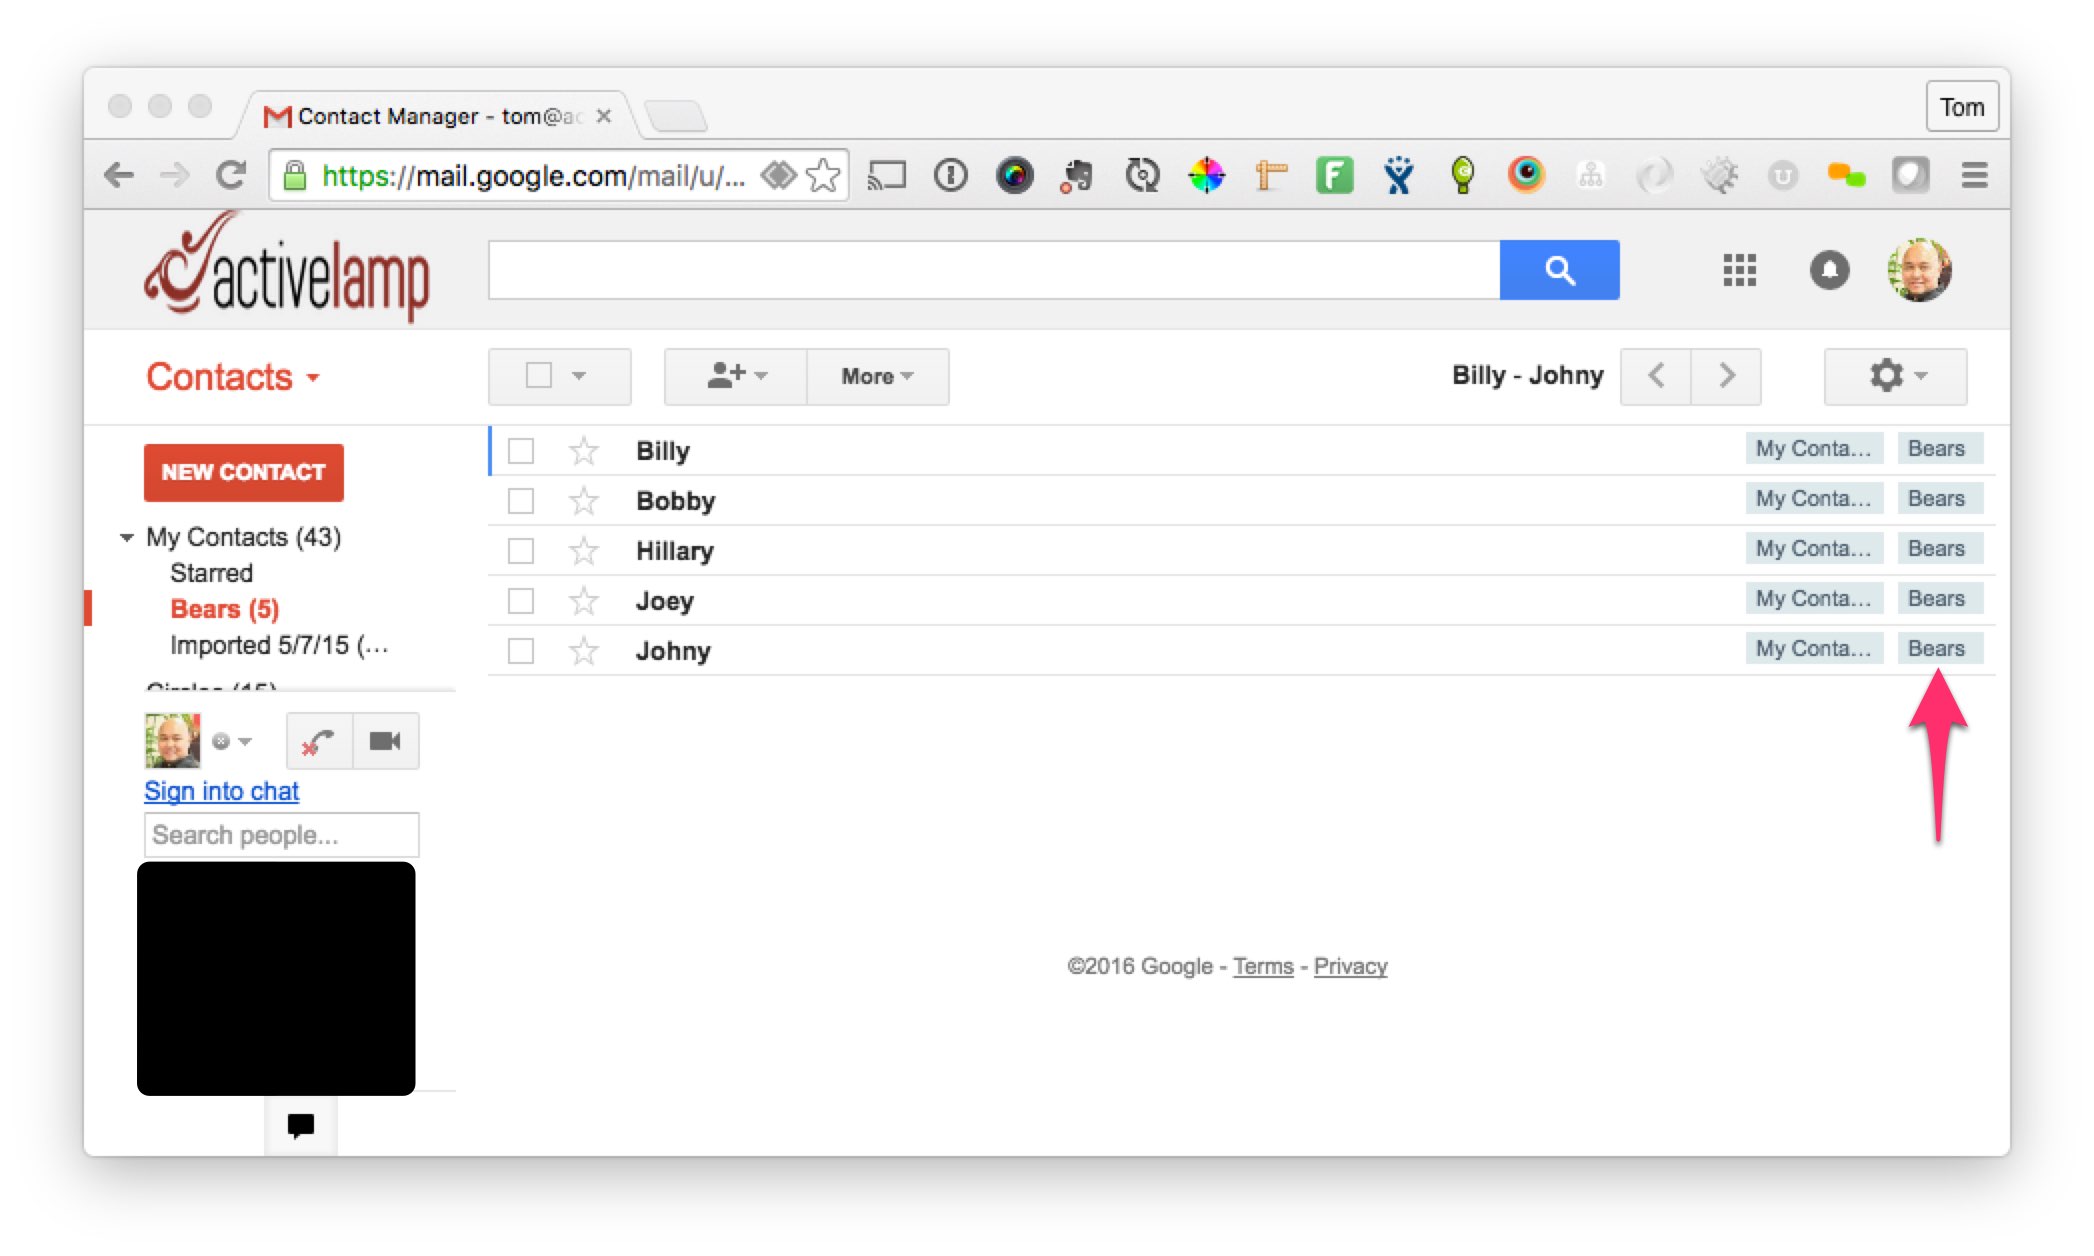 Contact Manager - tom@ac
Tom
https://mail.google.com/mail/u/...
activelamp
Contacts
More
Billy - Johny
NEW CONTACT
My Contacts (43)
Starred
Bears (5)
Imported 5/7/15 (...
Circles (15)
Billy My Conta... Bears
Bobby My Conta... Bears
Hillary My Conta... Bears
Joey My Conta... Bears
Johny My Conta... Bears
Sign into chat
Search people...
©2016 Google - Terms - Privacy